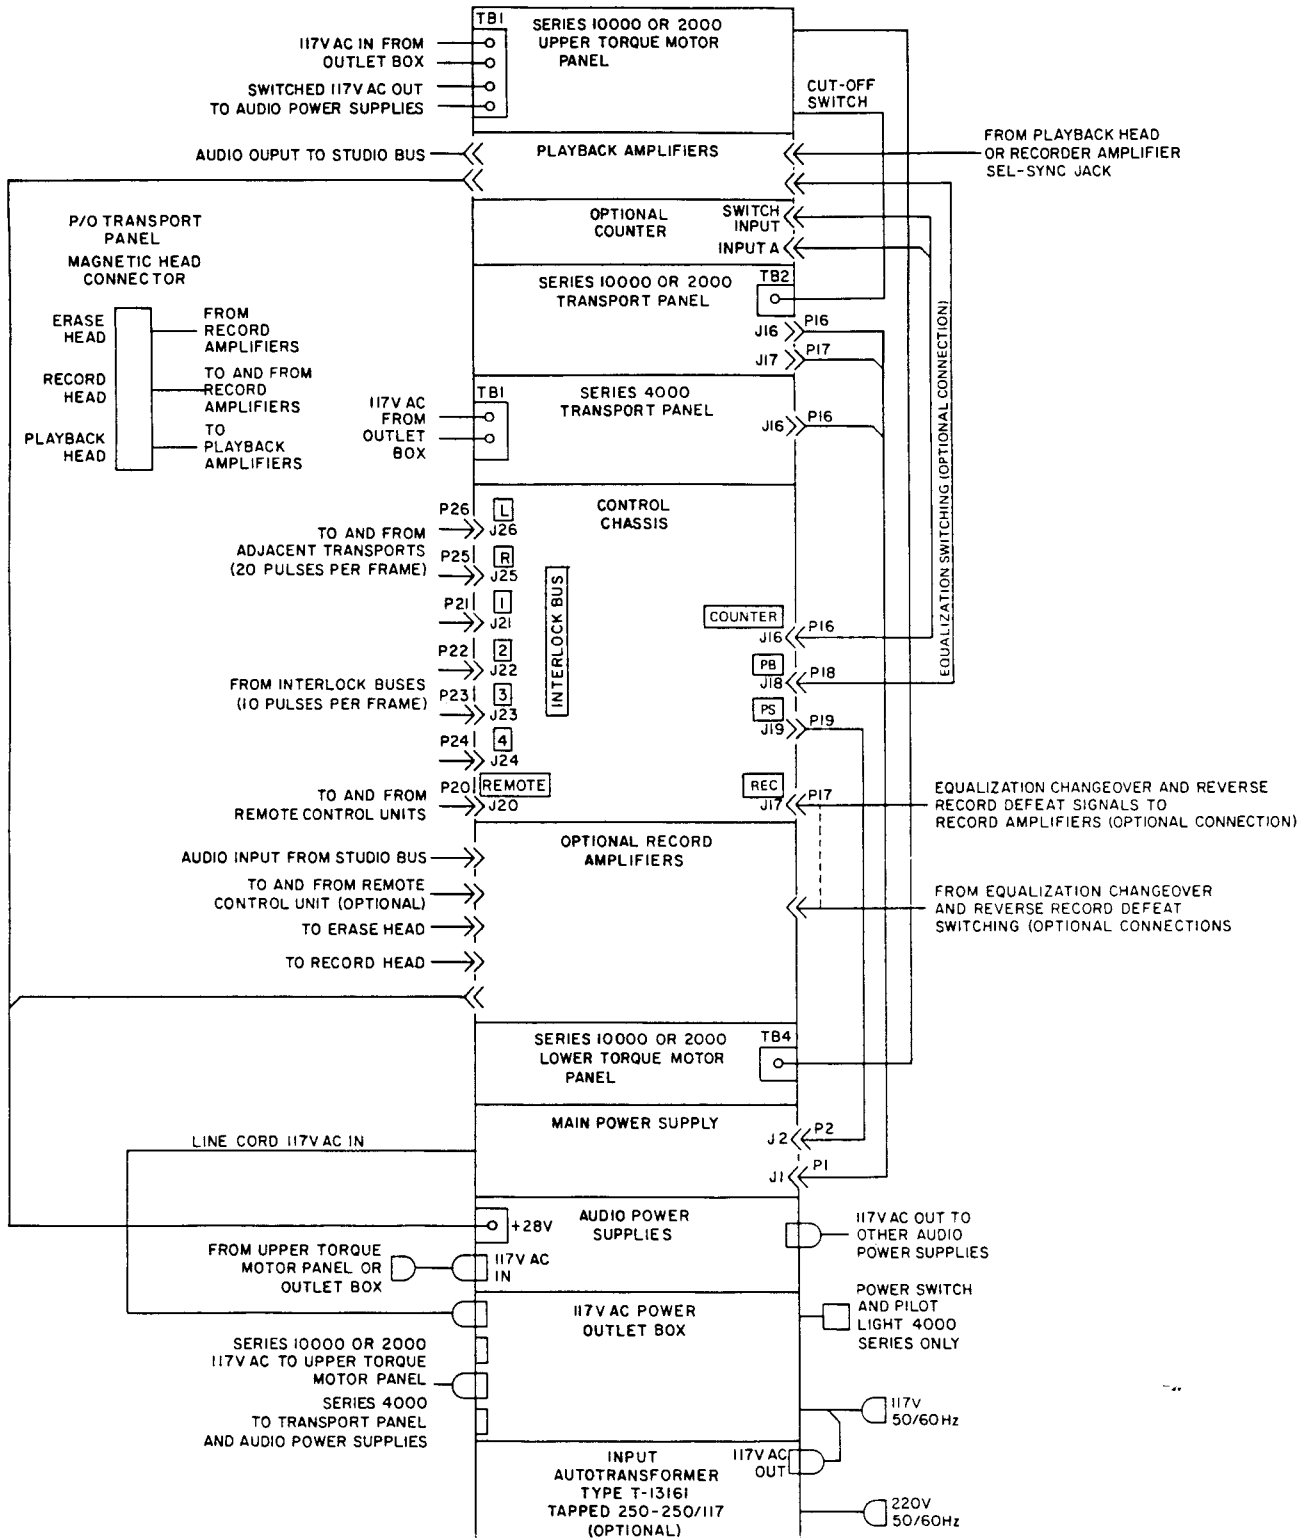 TB1
SERIES 10000 OR 2000
UPPER TORQUE MOTOR
PANEL
117V AC IN FROM
OUTLET BOX
SWITCHED 117V AC OUT
TO AUDIO POWER SUPPLIES
CUT-OFF
SWITCH
AUDIO OUPUT TO STUDIO BUS
PLAYBACK AMPLIFIERS
FROM PLAYBACK HEAD
OR RECORDER AMPLIFIER
SEL-SYNC JACK
OPTIONAL
COUNTER
SWITCH
INPUT
INPUT A
P/O TRANSPORT
PANEL
MAGNETIC HEAD
CONNECTOR
ERASE
HEAD
FROM
RECORD
AMPLIFIERS
RECORD
HEAD
TO AND FROM
RECORD
AMPLIFIERS
PLAYBACK
HEAD
TO
PLAYBACK
AMPLIFIERS
SERIES 10000 OR 2000
TRANSPORT PANEL
TB2
J16
P16
J17
P17
TB1
SERIES 4000
TRANSPORT PANEL
117V AC
FROM
OUTLET
BOX
J16
P16
EQUALIZATION SWITCHING (OPTIONAL CONNECTION)
CONTROL
CHASSIS
P26
L
J26
TO AND FROM
ADJACENT TRANSPORTS
(20 PULSES PER FRAME)
P25
R
J25
P21
1
J21
P22
2
J22
FROM INTERLOCK BUSES
(10 PULSES PER FRAME)
P23
3
J23
P24
4
J24
INTERLOCK BUS
P20
REMOTE
J20
TO AND FROM
REMOTE CONTROL UNITS
COUNTER
J16
P16
PB
J18
P18
PS
J19
P19
REC
J17
P17
EQUALIZATION CHANGEOVER AND REVERSE
RECORD DEFEAT SIGNALS TO
RECORD AMPLIFIERS (OPTIONAL CONNECTION)
OPTIONAL RECORD
AMPLIFIERS
AUDIO INPUT FROM STUDIO BUS
TO AND FROM REMOTE
CONTROL UNIT (OPTIONAL)
TO ERASE HEAD
TO RECORD HEAD
FROM EQUALIZATION CHANGEOVER
AND REVERSE RECORD DEFEAT
SWITCHING (OPTIONAL CONNECTIONS
SERIES 10000 OR 2000
LOWER TORQUE MOTOR
PANEL
TB4
MAIN POWER SUPPLY
J2
P2
J1
P1
LINE CORD 117V AC IN
AUDIO POWER
SUPPLIES
+28V
117V AC
IN
FROM UPPER TORQUE
MOTOR PANEL OR
OUTLET BOX
117V AC OUT TO
OTHER AUDIO
POWER SUPPLIES
117V AC POWER
OUTLET BOX
POWER SWITCH
AND PILOT
LIGHT 4000
SERIES ONLY
SERIES 10000 OR 2000
117V AC TO UPPER TORQUE
MOTOR PANEL
SERIES 4000
TO TRANSPORT PANEL
AND AUDIO POWER SUPPLIES
117V
50/60Hz
INPUT
AUTOTRANSFORMER
TYPE T-13161
TAPPED 250-250/117
(OPTIONAL)
117V AC
OUT
220V
50/60Hz